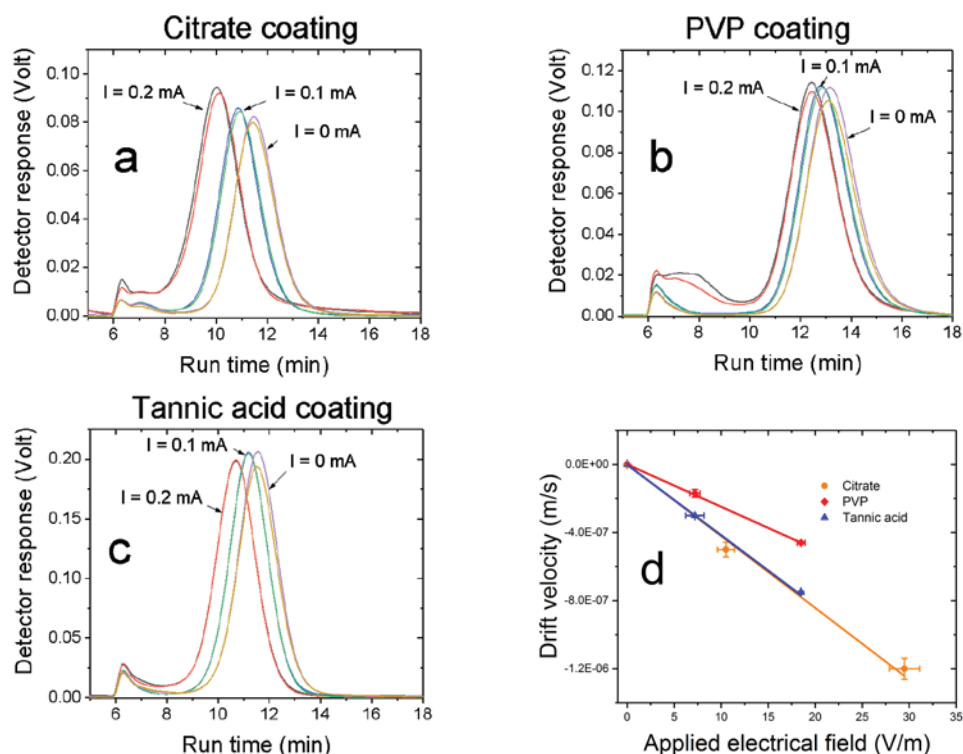 Citrate coating
Detector response (Volt)
0.10
0.08
0.06
0.04
0.02
0.00
I = 0.2 mA
I = 0.1 mA
I = 0 mA
a
6 8 10 12 14 16 18
Run time (min)
PVP coating
Detector response (Volt)
0.12
0.10
0.08
0.06
0.04
0.02
0.00
I = 0.1 mA
I = 0.2 mA
I = 0 mA
b
6 8 10 12 14 16 18
Run time (min)
Tannic acid coating
Detector response (Volt)
0.20
0.15
0.10
0.05
0.00
I = 0.1 mA
I = 0 mA
I = 0.2 mA
c
6 8 10 12 14 16 18
Run time (min)
Drift velocity (m/s)
0.0E+00
-4.0E-07
-8.0E-07
-1.2E-06
Citrate
PVP
Tannic acid
d
0 5 10 15 20 25 30 35
Applied electrical field (V/m)